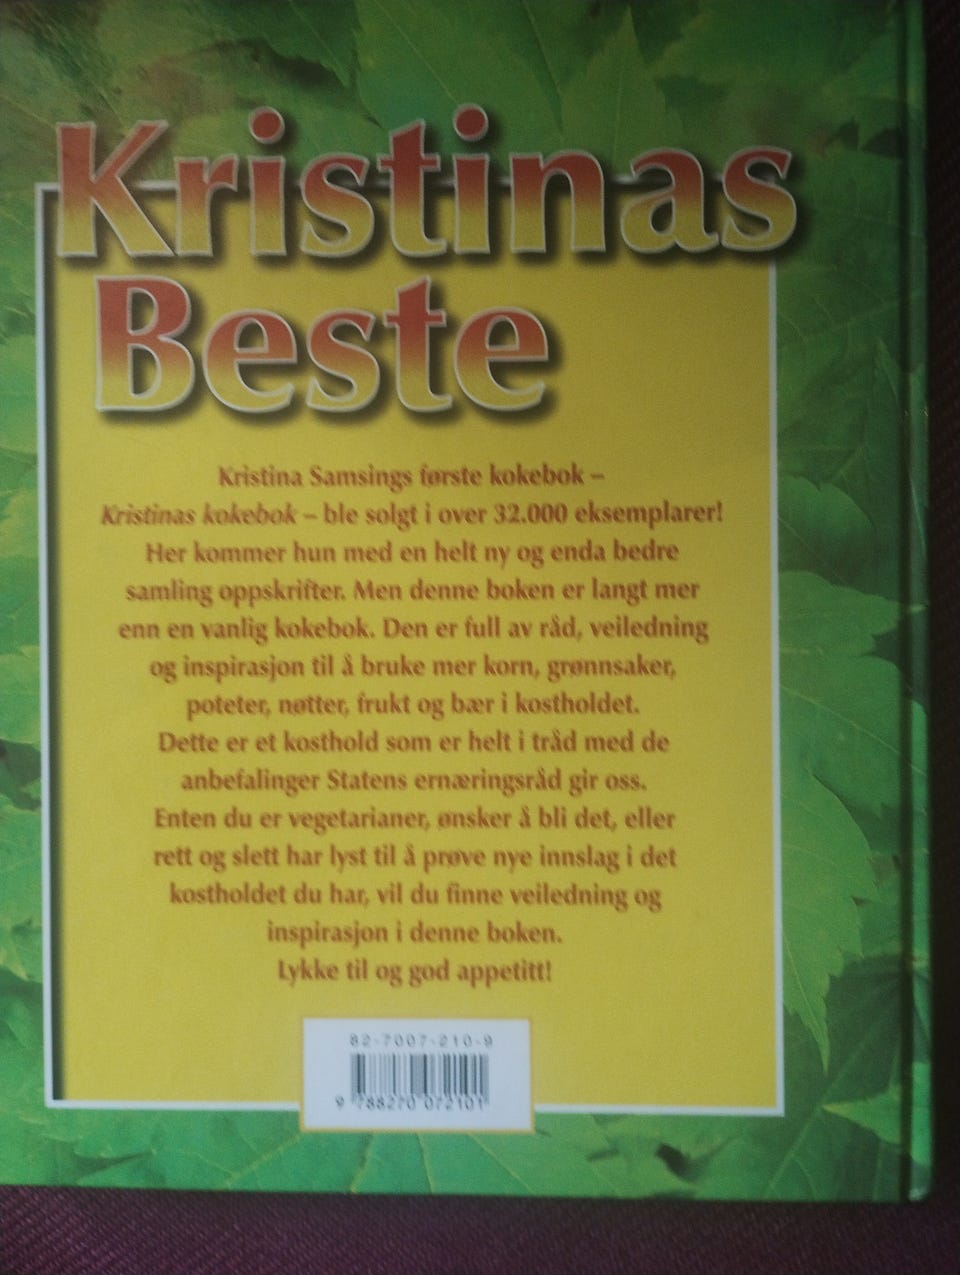 Kristinas
Beste
Kristina Samsings første kokebok –
Kristinas kokebok – ble solgt i over 32.000 eksemplarer!
Her kommer hun med en helt ny og enda bedre
samling oppskrifter. Men denne boken er langt mer
enn en vanlig kokebok. Den er full av råd, veiledning
og inspirasjon til å bruke mer korn, grønnsaker,
poteter, nøtter, frukt og bær i kostholdet.
Dette er et kosthold som er helt i tråd med de
anbefalinger Statens ernæringsråd gir oss.
Enten du er vegetarianer, ønsker å bli det, eller
rett og slett har lyst til å prøve nye innslag i det
kostholdet du har, vil du finne veiledning og
inspirasjon i denne boken.
Lykke til og god appetitt!
82-7007-210-9
9 788270 072101